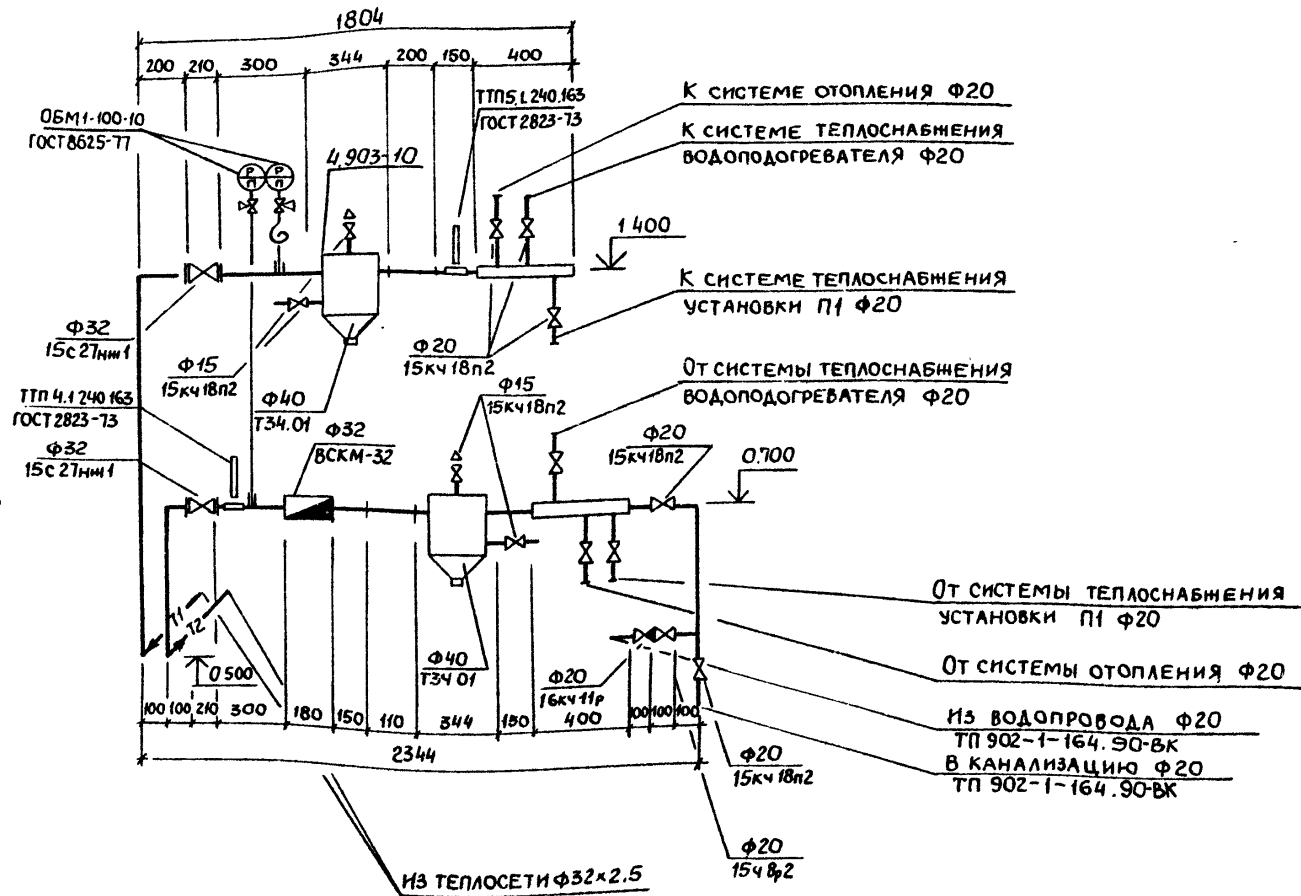 1804
200 210 300 344 200 150 400
ОБМ1-100-10
ГОСТ 8625-77
Р
П
Р
П
4.903-10
ТТП5.1.240.163
ГОСТ 2823-73
К СИСТЕМЕ ОТОПЛЕНИЯ Ф20
К СИСТЕМЕ ТЕПЛОСНАБЖЕНИЯ
ВОДОПОДОГРЕВАТЕЛЯ Ф20
1 400
К СИСТЕМЕ ТЕПЛОСНАБЖЕНИЯ
УСТАНОВКИ П1 Ф20
Ф32
15с27нж1
Ф15
15кч18п2
Ф40
Т34.01
Ф20
15кч18п2
ТТП 4.1 240 163
ГОСТ 2823-73
Ф32
15с27нж1
Ф32
ВСКМ-32
Ф15
15кч18п2
ОТ СИСТЕМЫ ТЕПЛОСНАБЖЕНИЯ
ВОДОПОДОГРЕВАТЕЛЯ Ф20
Ф20
15кч18п2
0.700
Т1
Т2
0 500
Ф40
Т34 01
Ф20
16кч11р
ОТ СИСТЕМЫ ТЕПЛОСНАБЖЕНИЯ
УСТАНОВКИ П1 Ф20
ОТ СИСТЕМЫ ОТОПЛЕНИЯ Ф20
ИЗ ВОДОПРОВОДА Ф20
ТП 902-1-164.90-ВК
В КАНАЛИЗАЦИЮ Ф20
ТП 902-1-164.90-ВК
100 100 210 300 180 150 110 344 150 400 100 100 100
2344
Ф20
15кч18п2
Ф20
15ч8р2
ИЗ ТЕПЛОСЕТИ Ф32×2.5